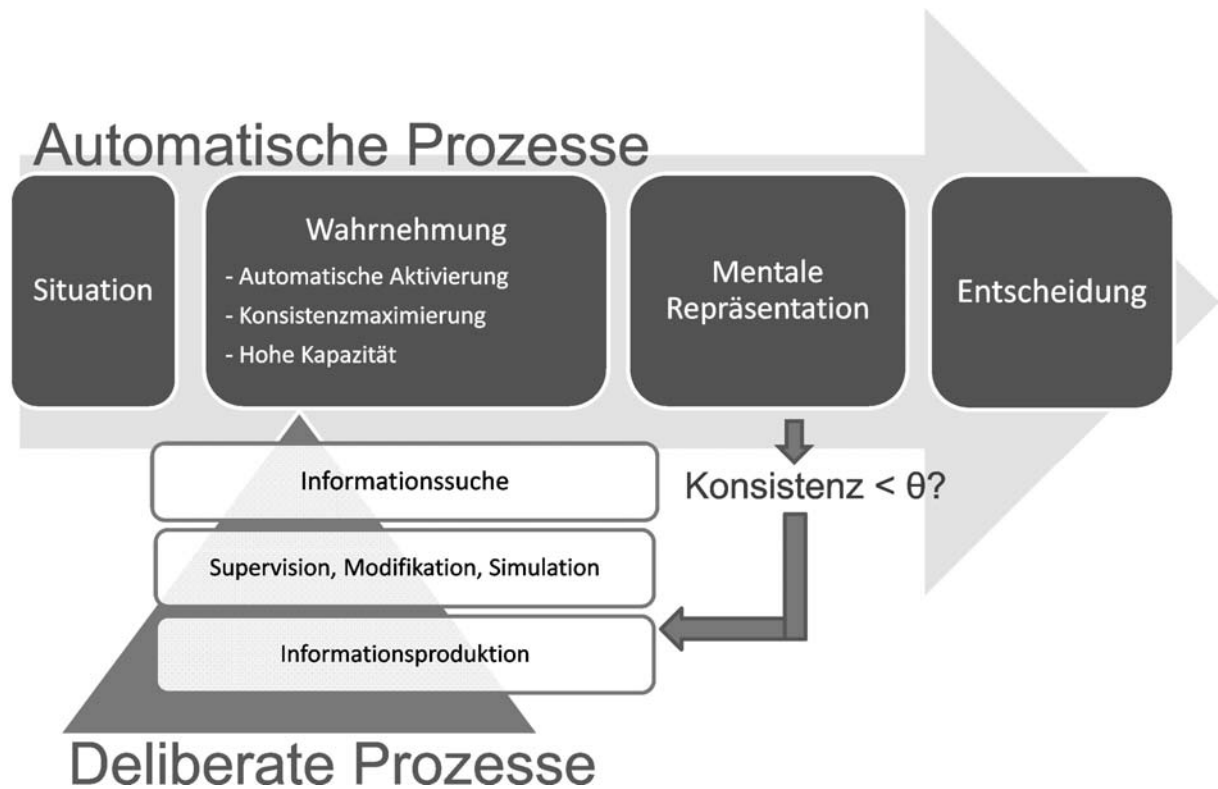 Automatische Prozesse
Situation
Wahrnehmung
- Automatische Aktivierung
- Konsistenzmaximierung
- Hohe Kapazität
Mentale
Repräsentation
Entscheidung
Informationssuche
Supervision, Modifikation, Simulation
Informationsproduktion
Konsistenz < θ?
Deliberate Prozesse